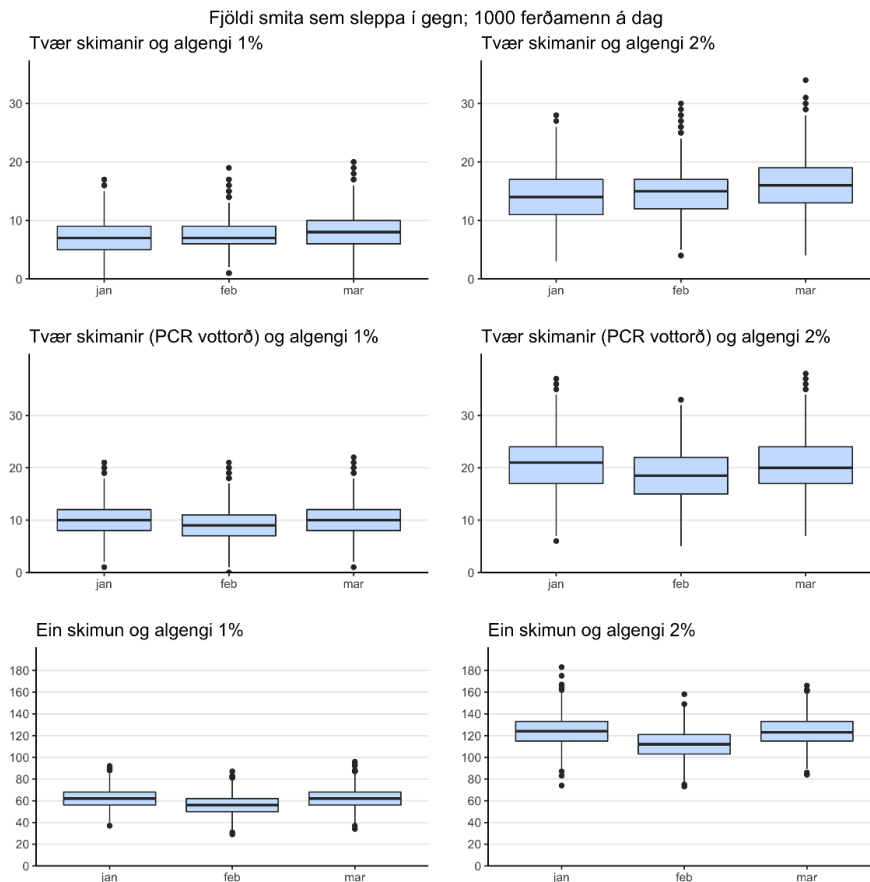 Fjöldi smita sem sleppa í gegn; 1000 ferðamenn á dag
Tvær skimanir og algengi 1%
30
20
10
0
jan feb mar
Tvær skimanir og algengi 2%
30
20
10
0
jan feb mar
Tvær skimanir (PCR vottorð) og algengi 1%
30
20
10
0
jan feb mar
Tvær skimanir (PCR vottorð) og algengi 2%
30
20
10
0
jan feb mar
Ein skimun og algengi 1%
180
160
140
120
100
80
60
40
20
0
jan feb mar
Ein skimun og algengi 2%
180
160
140
120
100
80
60
40
20
0
jan feb mar